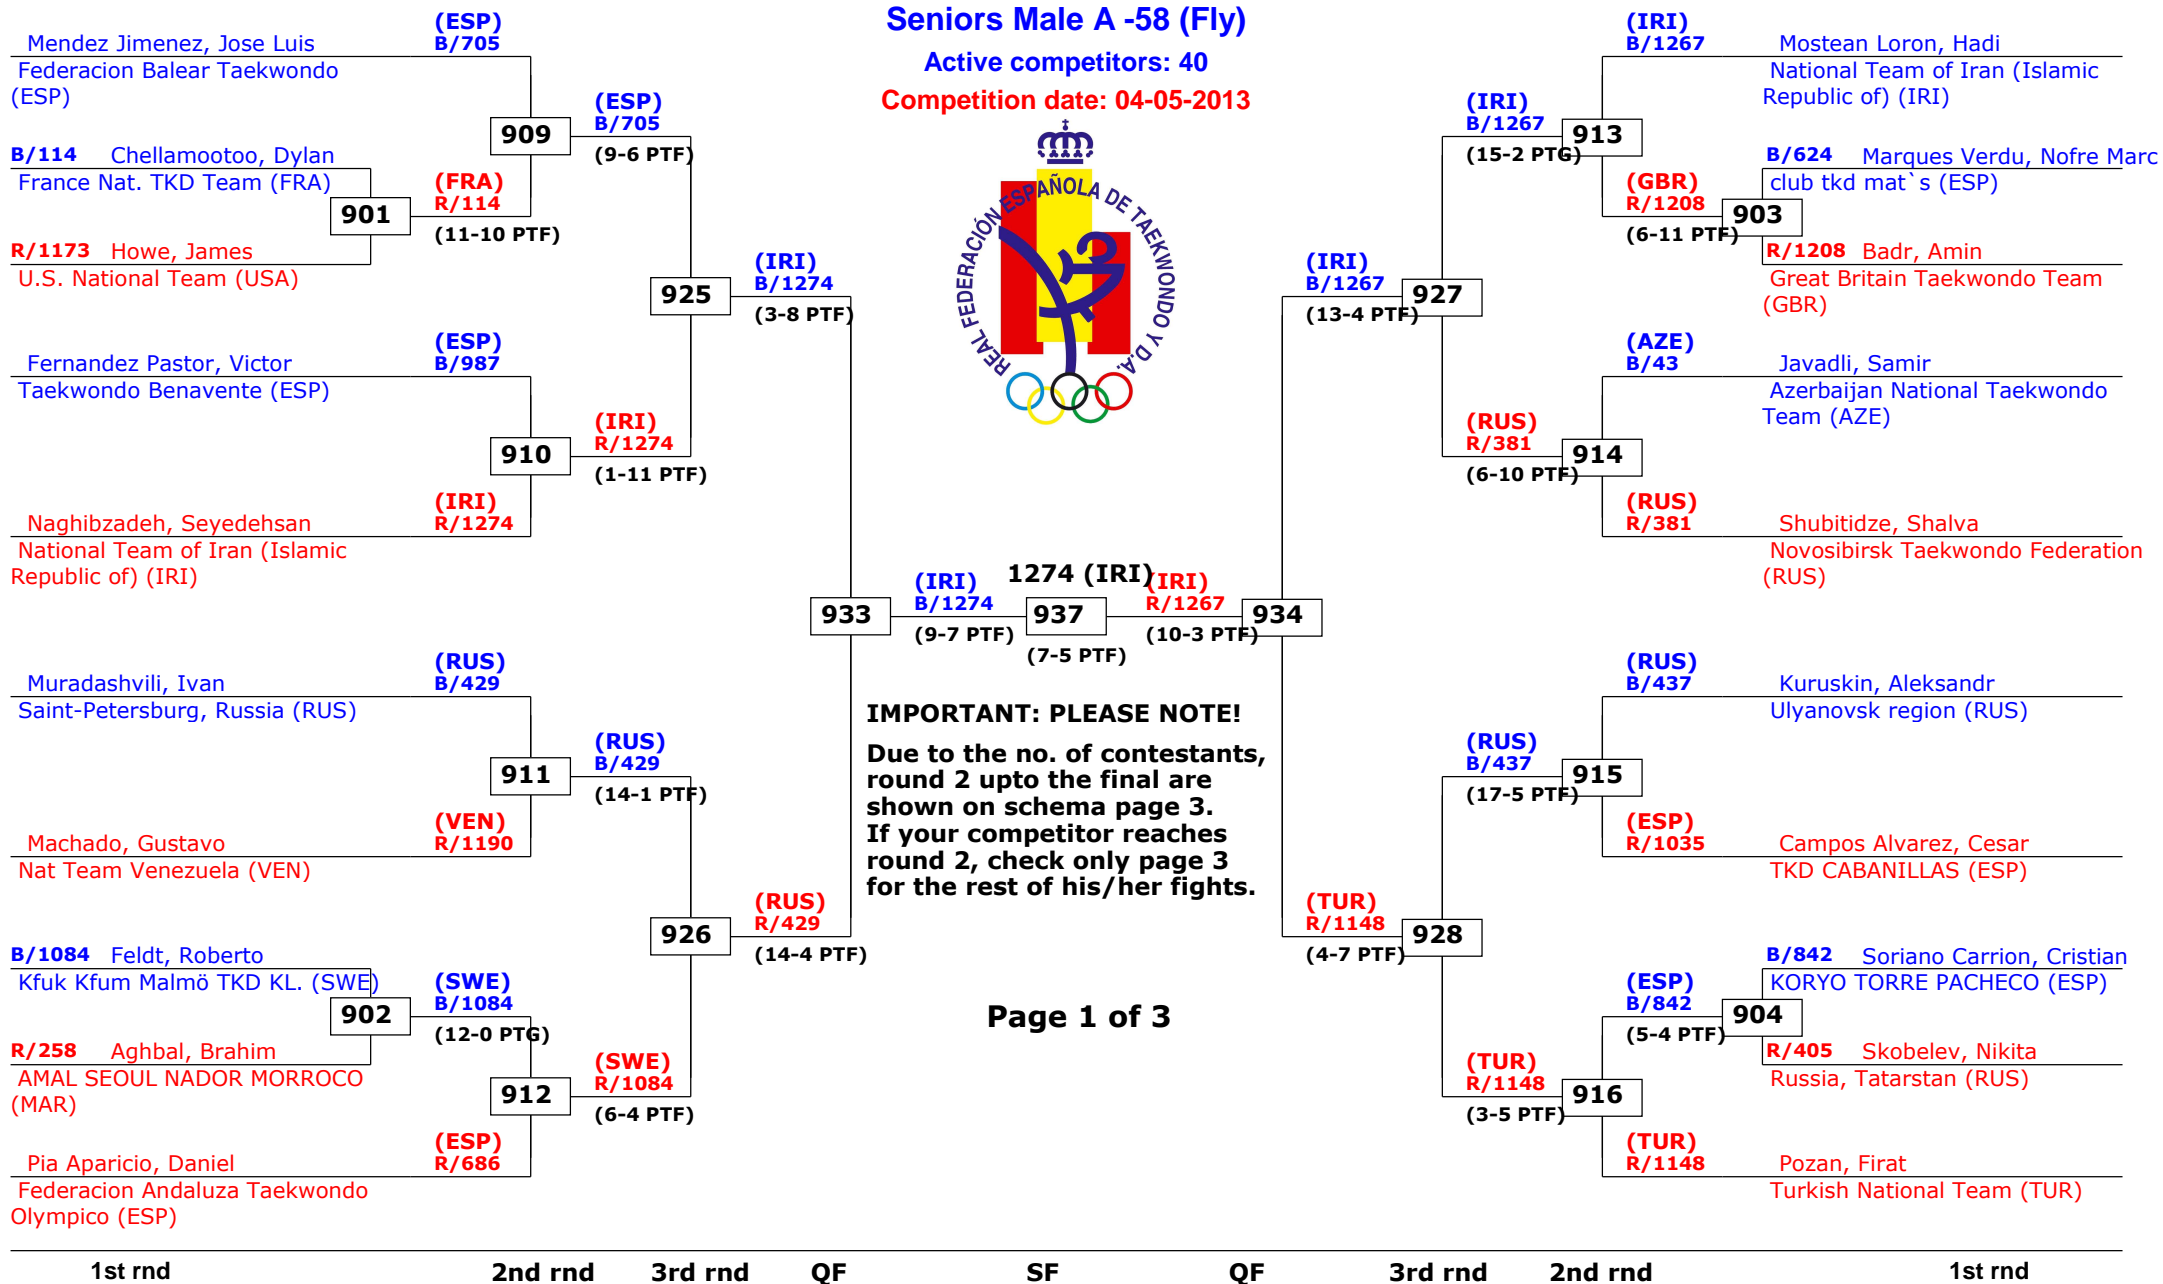 Seniors Male A -58 (Fly)
Active competitors: 40
Competition date: 04-05-2013
REAL FEDERACIÓN ESPAÑOLA DE TAEKWONDO Y D.A.
(ESP)
B/705
Mendez Jimenez, Jose Luis
Federacion Balear Taekwondo
(ESP)
B/114 Chellamootoo, Dylan
France Nat. TKD Team (FRA)
901
R/1173 Howe, James
U.S. National Team (USA)
(FRA)
R/114
(11-10 PTF)
909
(ESP)
B/705
(9-6 PTF)
(ESP)
B/987
Fernandez Pastor, Victor
Taekwondo Benavente (ESP)
910
(IRI)
R/1274
(1-11 PTF)
(IRI)
R/1274
Naghibzadeh, Seyedehsan
National Team of Iran (Islamic
Republic of) (IRI)
925
(IRI)
B/1274
(3-8 PTF)
(RUS)
B/429
Muradashvili, Ivan
Saint-Petersburg, Russia (RUS)
911
(RUS)
B/429
(14-1 PTF)
(VEN)
R/1190
Machado, Gustavo
Nat Team Venezuela (VEN)
926
(RUS)
R/429
(14-4 PTF)
B/1084 Feldt, Roberto
Kfuk Kfum Malmö TKD KL. (SWE)
902
(SWE)
B/1084
(12-0 PTG)
R/258 Aghbal, Brahim
AMAL SEOUL NADOR MORROCO
(MAR)
912
(SWE)
R/1084
(6-4 PTF)
(ESP)
R/686
Pia Aparicio, Daniel
Federacion Andaluza Taekwondo
Olympico (ESP)
933
(IRI)
B/1274
(9-7 PTF)
1274 (IRI)
937
(7-5 PTF)
(IRI)
R/1267
(10-3 PTF)
934
IMPORTANT: PLEASE NOTE!
Due to the no. of contestants,
round 2 upto the final are
shown on schema page 3.
If your competitor reaches
round 2, check only page 3
for the rest of his/her fights.
Page 1 of 3
(IRI)
B/1267
Mostean Loron, Hadi
National Team of Iran (Islamic
Republic of) (IRI)
(IRI)
B/1267
(15-2 PTG)
913
B/624 Marques Verdu, Nofre Marc
club tkd mat`s (ESP)
(GBR)
R/1208
(6-11 PTF)
903
R/1208 Badr, Amin
Great Britain Taekwondo Team
(GBR)
(IRI)
B/1267
(13-4 PTF)
927
(AZE)
B/43
Javadli, Samir
Azerbaijan National Taekwondo
Team (AZE)
(RUS)
R/381
(6-10 PTF)
914
(RUS)
R/381
Shubitidze, Shalva
Novosibirsk Taekwondo Federation
(RUS)
(RUS)
B/437
Kuruskin, Aleksandr
Ulyanovsk region (RUS)
(RUS)
B/437
(17-5 PTF)
915
(ESP)
R/1035
Campos Alvarez, Cesar
TKD CABANILLAS (ESP)
(TUR)
R/1148
(4-7 PTF)
928
B/842 Soriano Carrion, Cristian
KORYO TORRE PACHECO (ESP)
(ESP)
B/842
(5-4 PTF)
904
R/405 Skobelev, Nikita
Russia, Tatarstan (RUS)
(TUR)
R/1148
(3-5 PTF)
916
(TUR)
R/1148
Pozan, Firat
Turkish National Team (TUR)
1st rnd 2nd rnd 3rd rnd QF SF QF 3rd rnd 2nd rnd 1st rnd